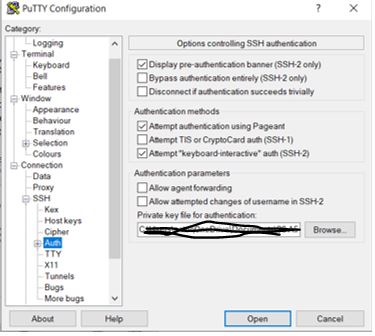 PuTTY Configuration
?
Category:
Logging
Terminal
Keyboard
Bell
Features
Window
Appearance
Behaviour
Translation
Selection
Colours
Connection
Data
Proxy
SSH
Kex
Host keys
Cipher
Auth
TTY
X11
Tunnels
Bugs
More bugs
Options controlling SSH authentication
Display pre-authentication banner (SSH-2 only)
Bypass authentication entirely (SSH-2 only)
Disconnect if authentication succeeds trivially
Authentication methods
Attempt authentication using Pageant
Attempt TIS or CryptoCard auth (SSH-1)
Attempt "keyboard-interactive" auth (SSH-2)
Authentication parameters
Allow agent forwarding
Allow attempted changes of username in SSH-2
Private key file for authentication:
Browse...
About
Help
Open
Cancel